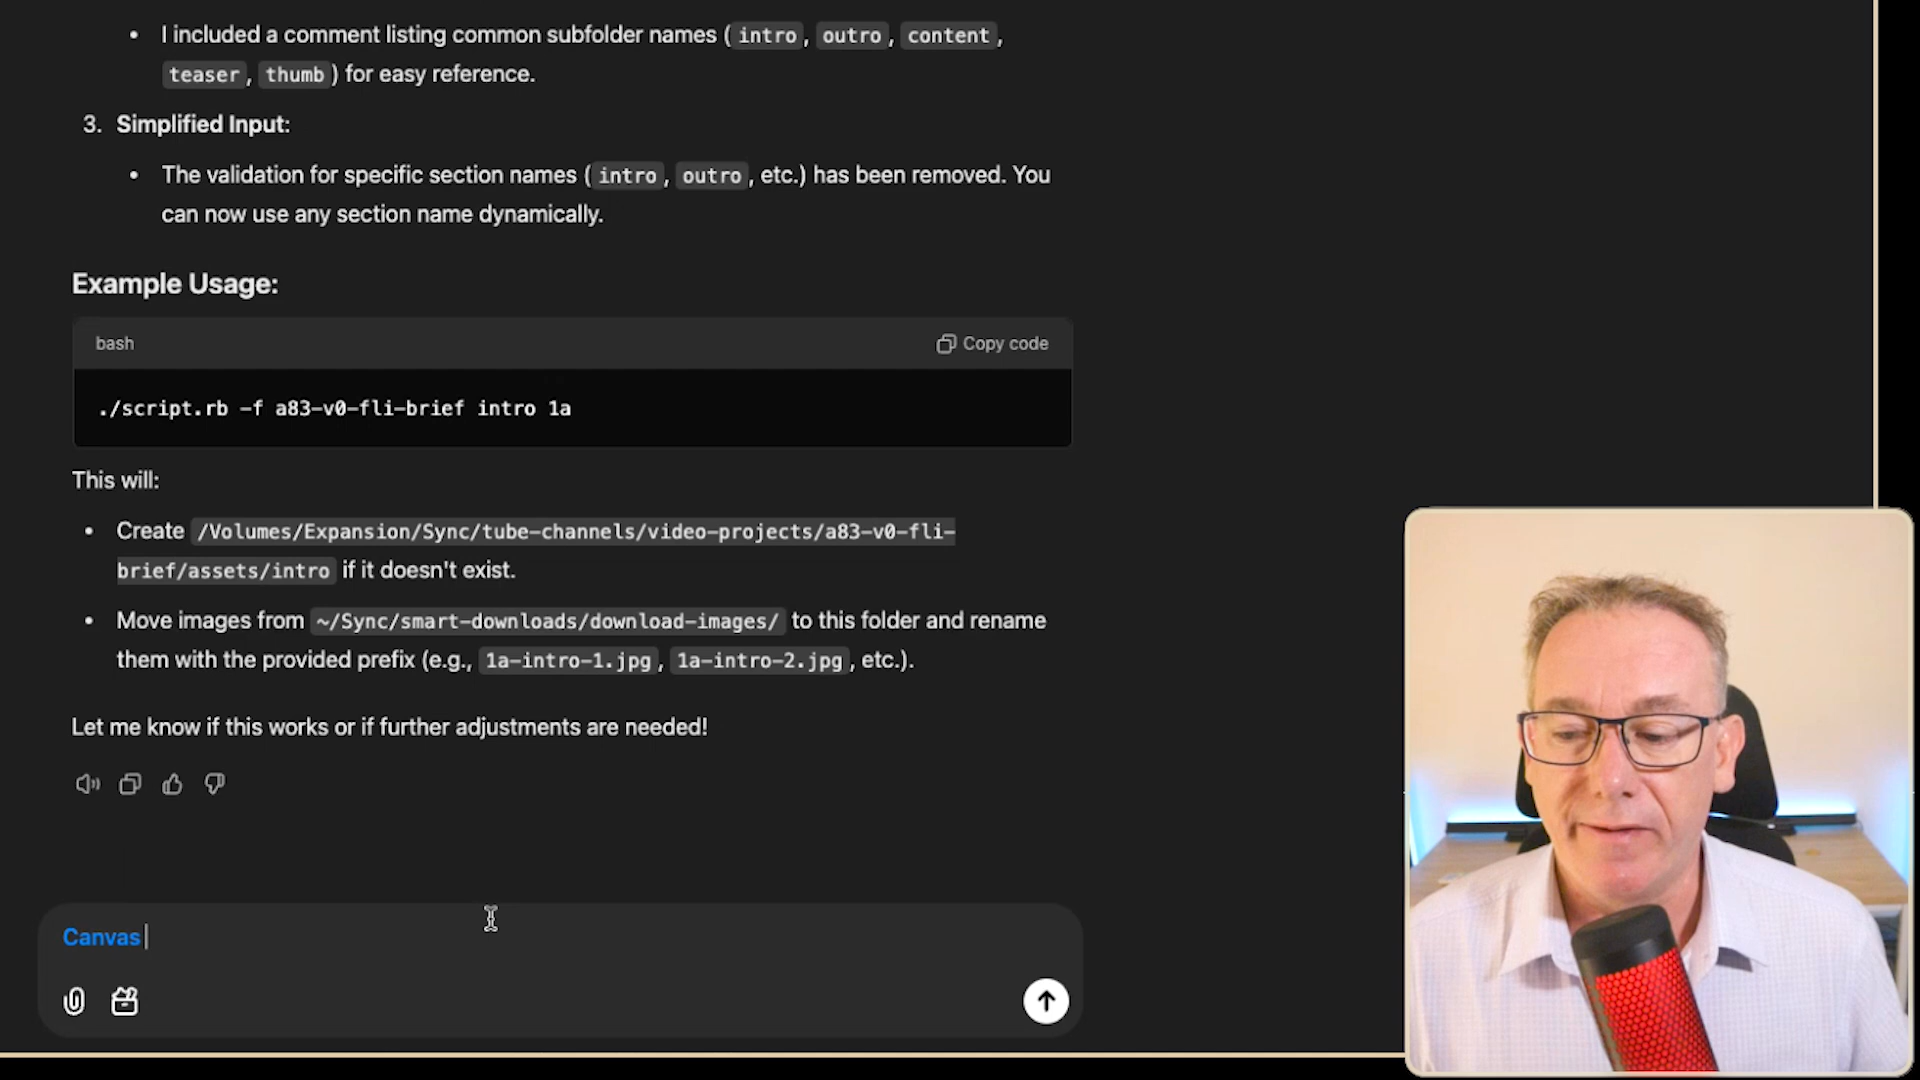 • I included a comment listing common subfolder names ( intro , outro , content ,
teaser , thumb ) for easy reference.
3. Simplified Input:
• The validation for specific section names ( intro , outro , etc.) has been removed. You
can now use any section name dynamically.
Example Usage:
bash
Copy code
./script.rb -f a83-v0-fli-brief intro 1a
This will:
• Create /Volumes/Expansion/Sync/tube-channels/video-projects/a83-v0-fli-
brief/assets/intro if it doesn't exist.
• Move images from ~/Sync/smart-downloads/download-images/ to this folder and rename
them with the provided prefix (e.g., 1a-intro-1.jpg , 1a-intro-2.jpg , etc.).
Let me know if this works or if further adjustments are needed!
Canvas